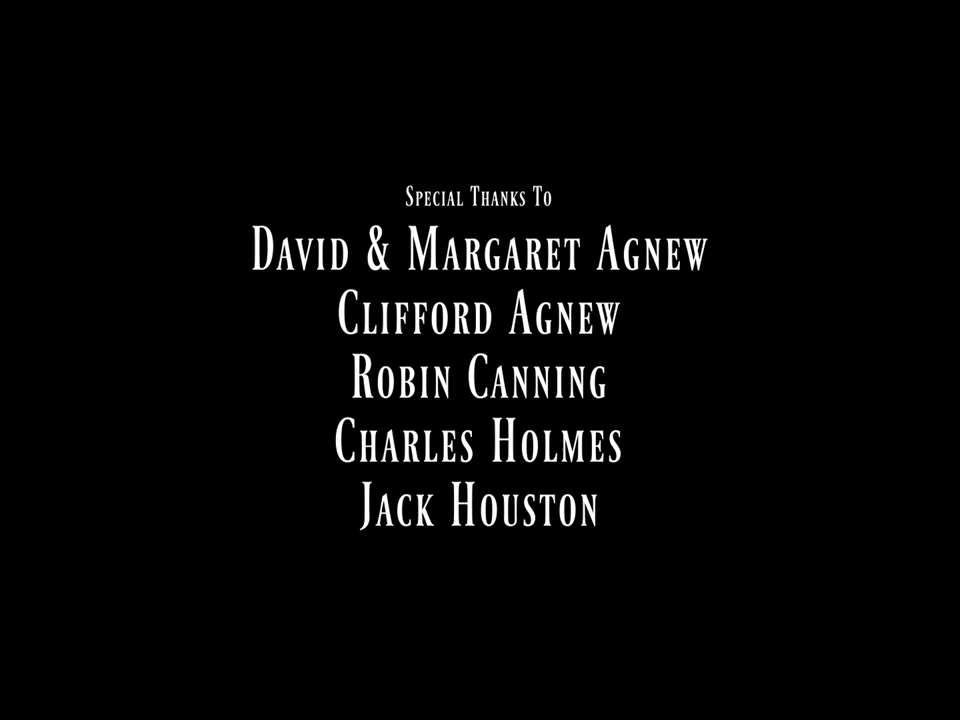 Special Thanks To
David & Margaret Agnew
Clifford Agnew
Robin Canning
Charles Holmes
Jack Houston